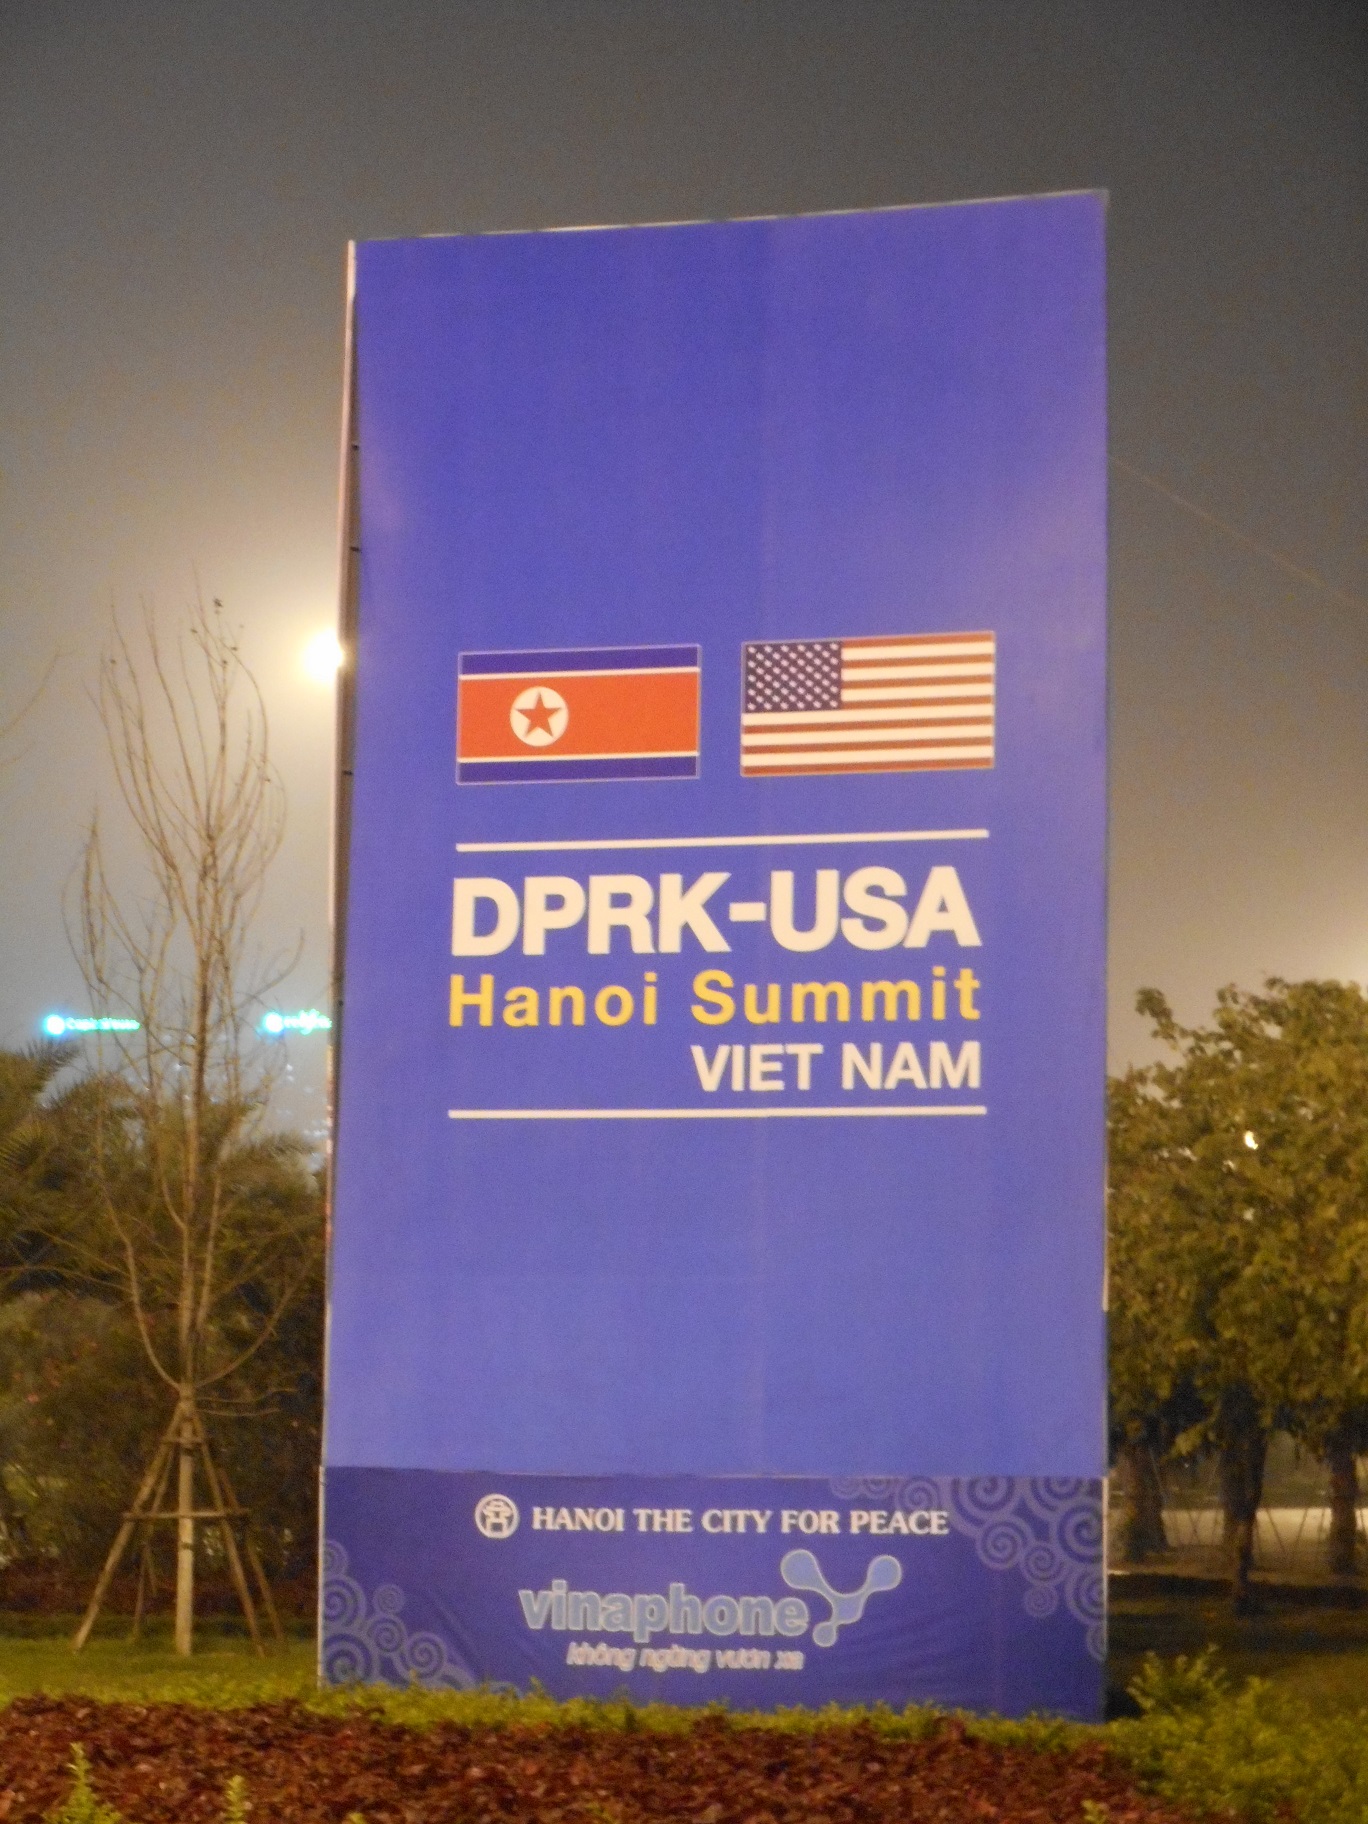 DPRK-USA
Hanoi Summit
VIET NAM
HANOI THE CITY FOR PEACE
vinaphone
không ngừng vươn xa